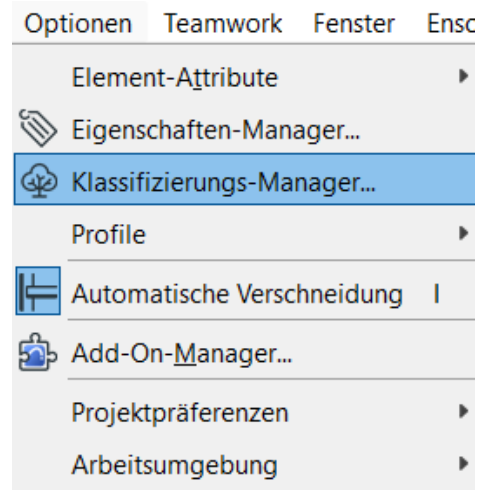 Optionen Teamwork Fenster
Element-Attribute
Eigenschaften-Manager...
Klassifizierungs-Manager...
Profile
Automatische Verschneidung I
Add-On-Manager...
Projektpräferenzen
Arbeitsumgebung